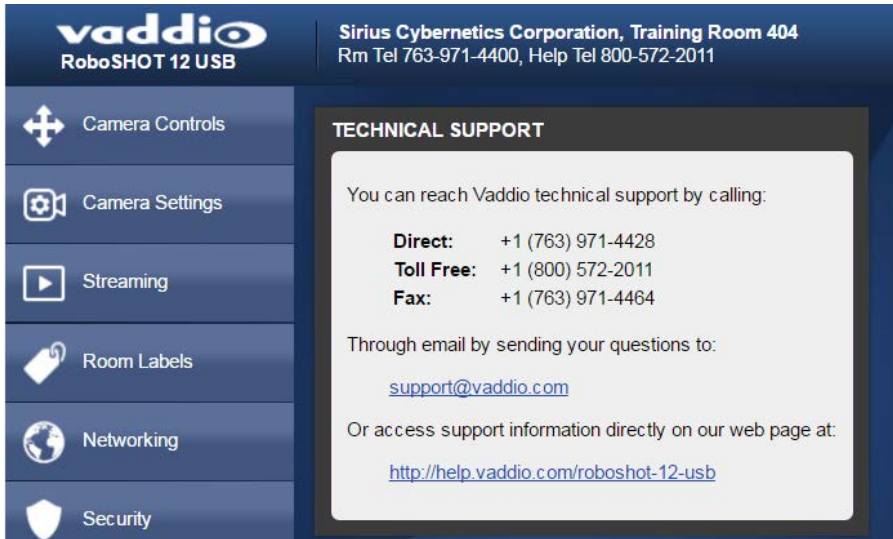 vaddio
RoboSHOT 12 USB
Sirius Cybernetics Corporation, Training Room 404
Rm Tel 763-971-4400, Help Tel 800-572-2011
Camera Controls
Camera Settings
Streaming
Room Labels
Networking
Security
TECHNICAL SUPPORT
You can reach Vaddio technical support by calling:
Direct: +1 (763) 971-4428
Toll Free: +1 (800) 572-2011
Fax: +1 (763) 971-4464
Through email by sending your questions to:
support@vaddio.com
Or access support information directly on our web page at:
http://help.vaddio.com/roboshot-12-usb